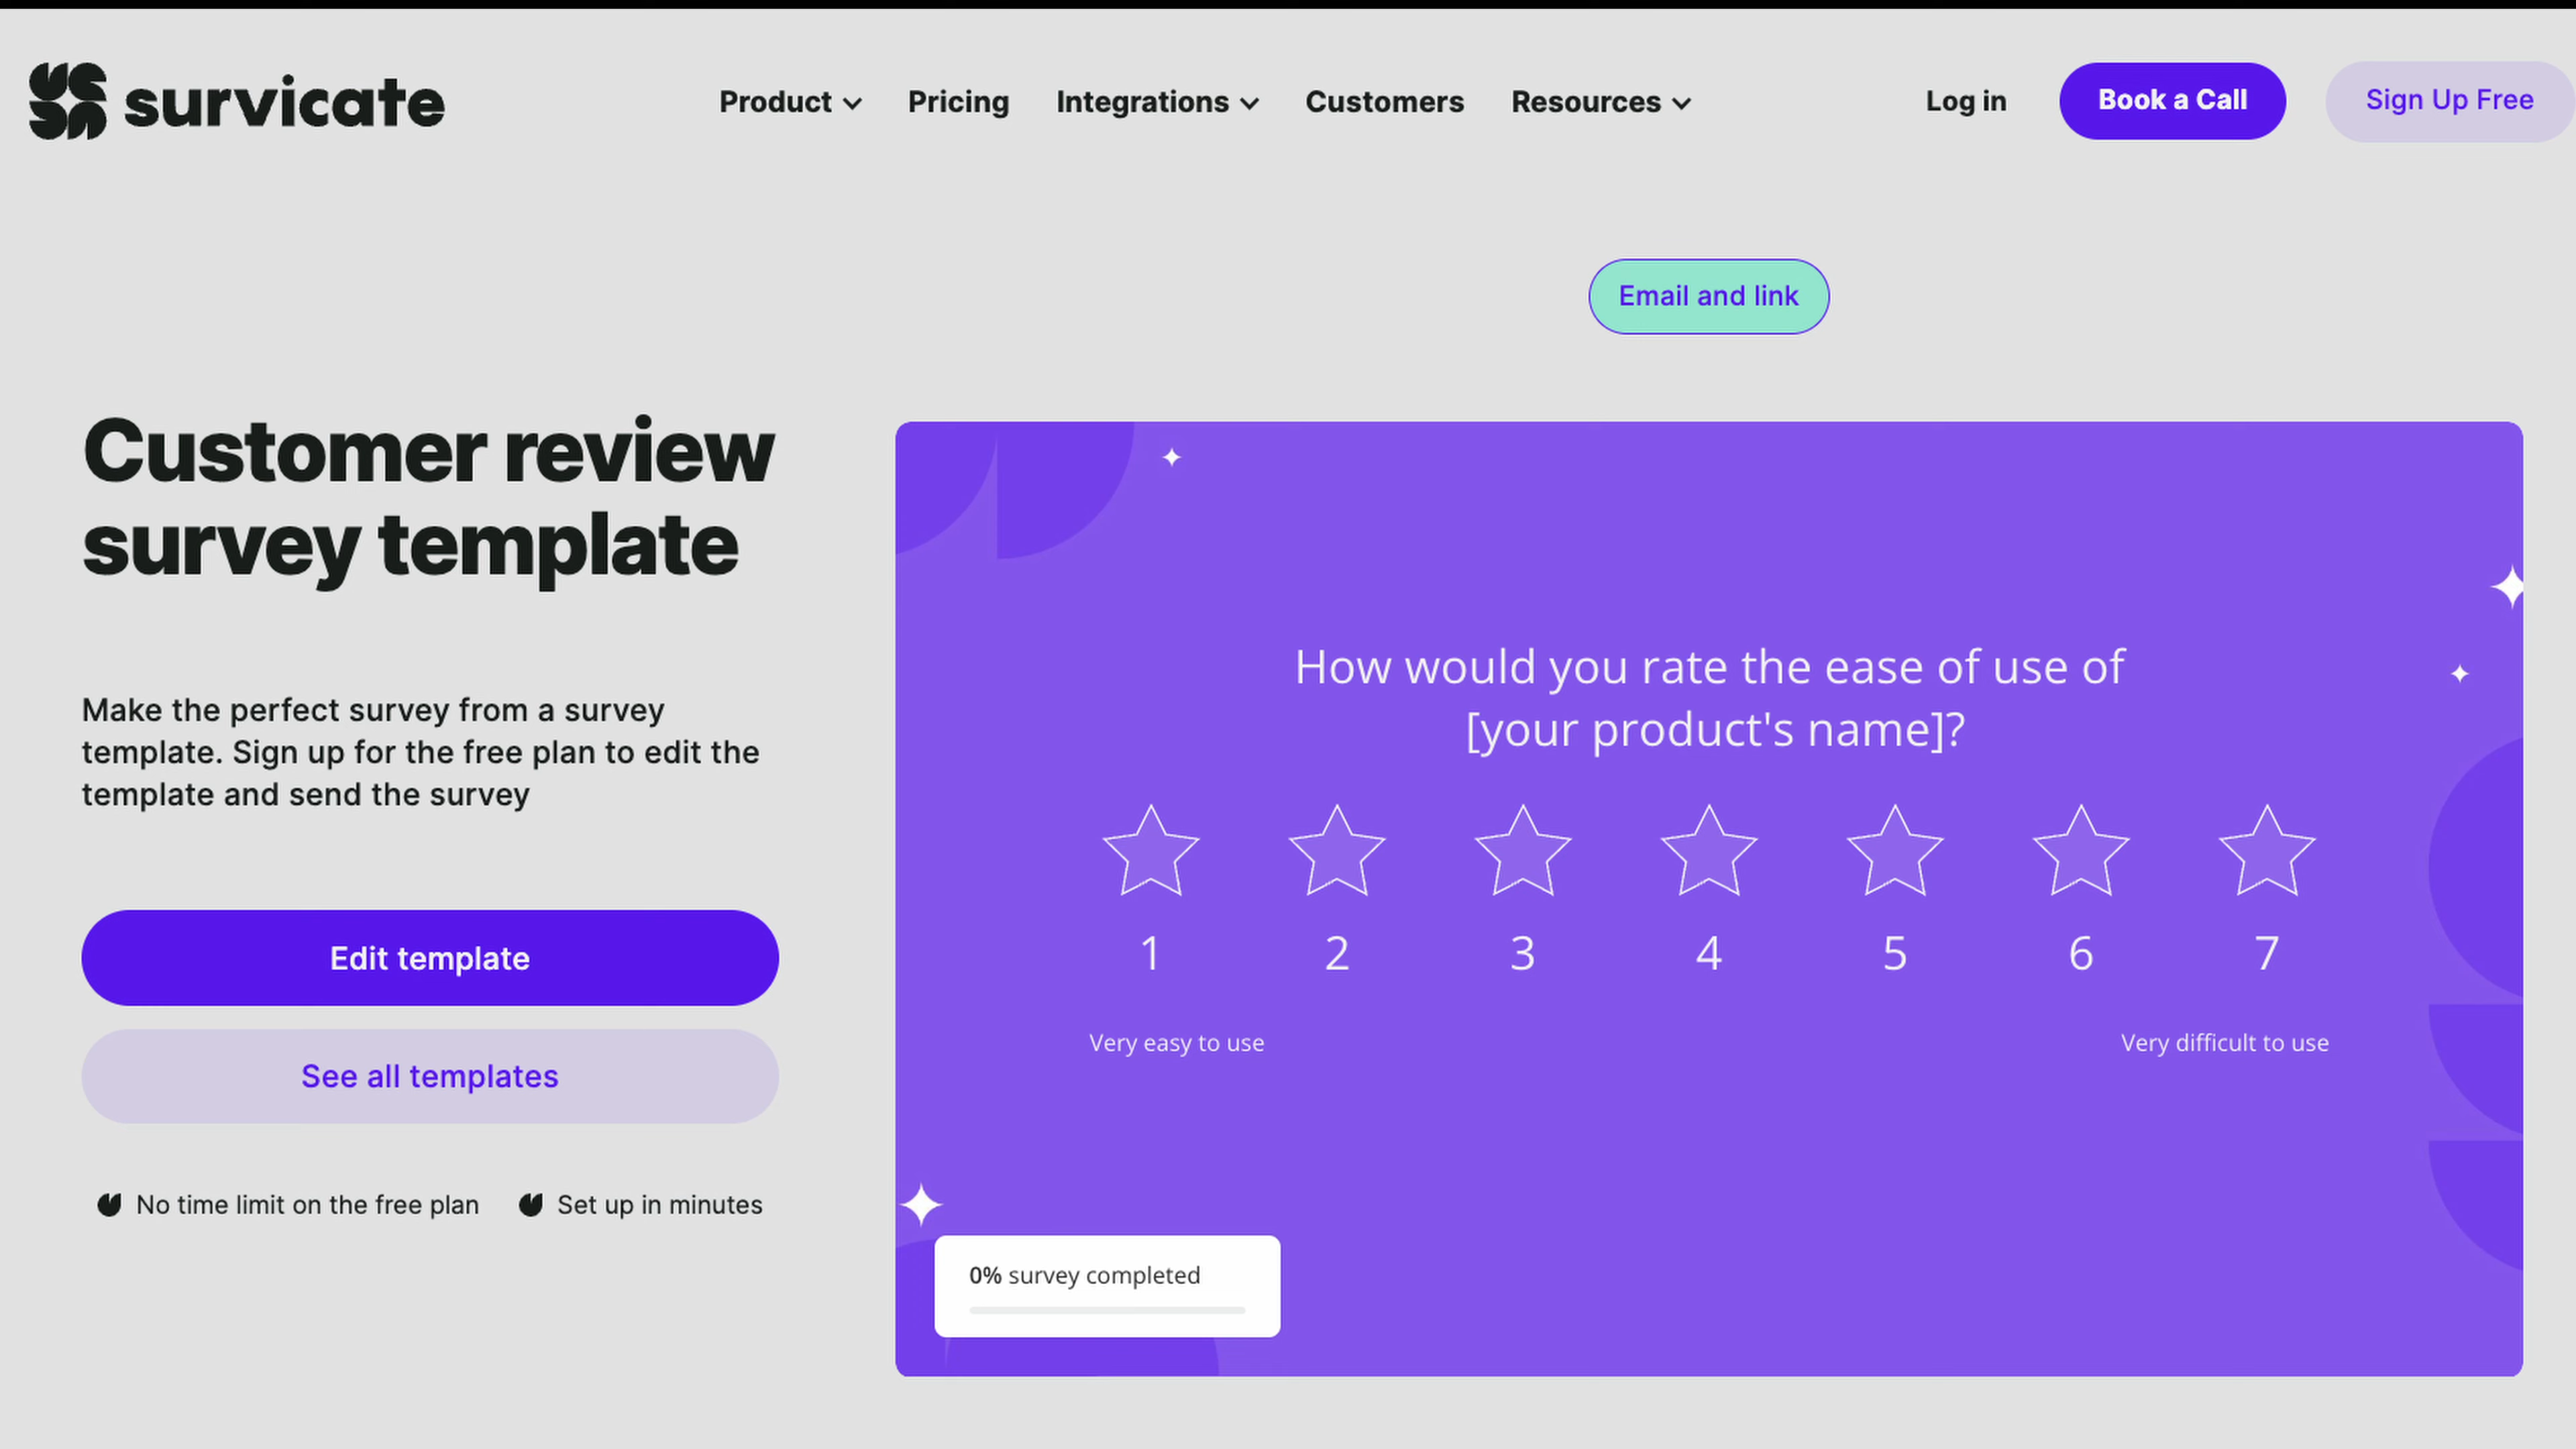 survicate
Product
Pricing
Integrations
Customers
Resources
Log in
Book a Call
Sign Up Free
Email and link
Customer review
survey template
Make the perfect survey from a survey
template. Sign up for the free plan to edit the
template and send the survey
Edit template
See all templates
No time limit on the free plan
Set up in minutes
How would you rate the ease of use of
[your product's name]?
1 2 3 4 5 6 7
Very easy to use
Very difficult to use
0% survey completed